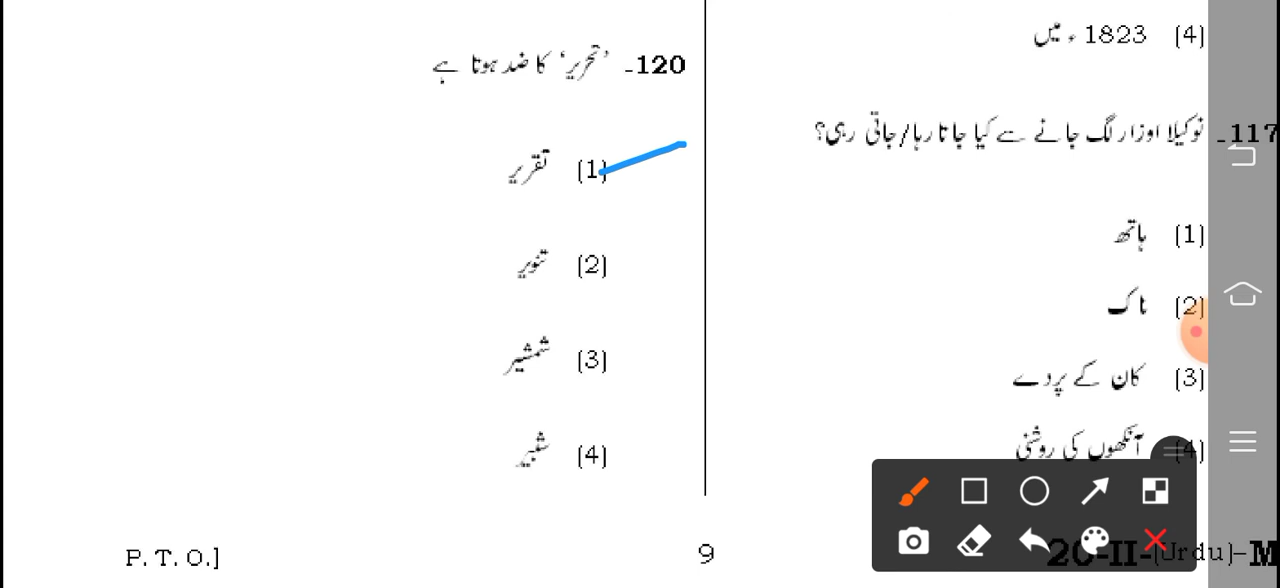 (4) 1823ء میں
117۔ نوکیلا اوزار لگ جانے سے کیا جاتا رہا/جاتی رہی؟
(1) ہاتھ
(2) ناک
(3) کان کے پردے
(4) آنکھوں کی روشنی
120۔ ’تحریر‘ کا ضد ہوتا ہے
(1) تقریر
(2) تنویر
(3) شمشیر
(4) شبیر
P. T. O.]
9
20-II-(Urdu)-M